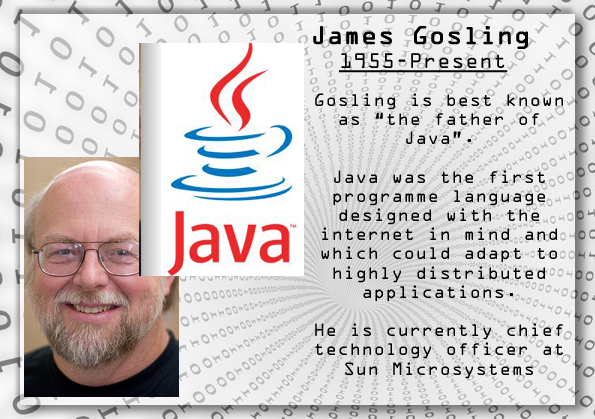 James Gosling
1955-Present
Gosling is best known
as “the father of
Java”.
Java was the first
programme language
designed with the
internet in mind and
which could adapt to
highly distributed
applications.
He is currently chief
technology officer at
Sun Microsystems
Java™